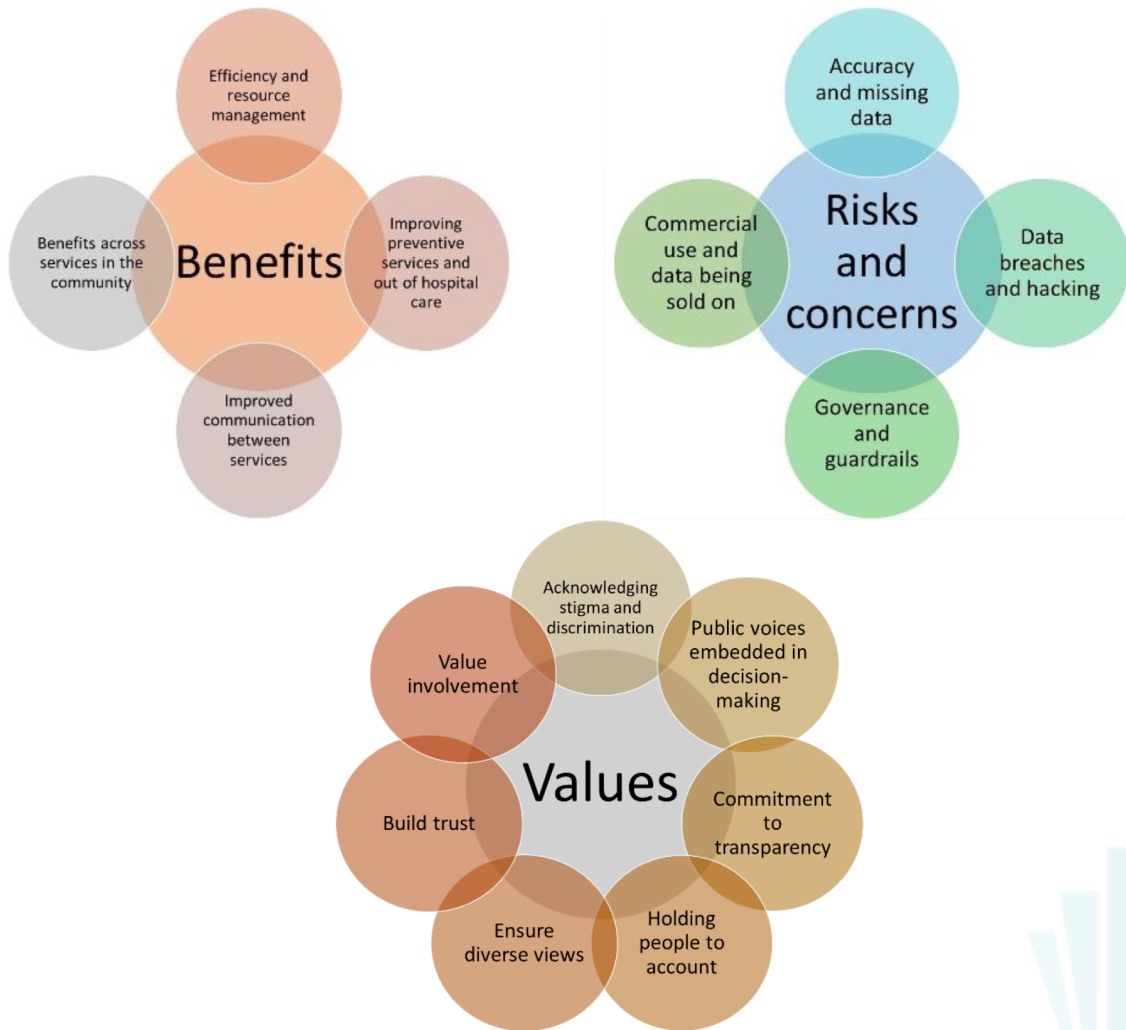 Efficiency and
resource
management
Benefits across
services in the
community
Benefits
Improving
preventive
services and
out of hospital
care
Improved
communication
between
services
Accuracy
and missing
data
Commercial
use and
data being
sold on
Risks
and
concerns
Data
breaches
and hacking
Governance
and
guardrails
Acknowledging
stigma and
discrimination
Public voices
embedded in
decision-
making
Value
involvement
Values
Commitment
to
transparency
Build trust
Ensure
diverse views
Holding
people to
account